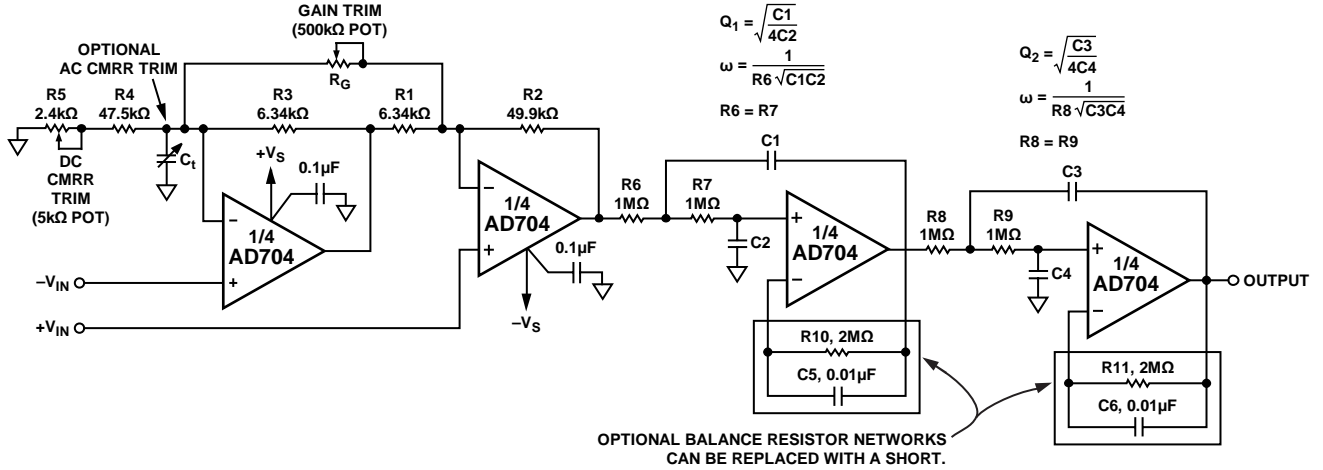 GAIN TRIM
(500kΩ POT)
R_G
OPTIONAL
AC CMRR TRIM
R5
2.4kΩ
R4
47.5kΩ
R3
6.34kΩ
R1
6.34kΩ
R2
49.9kΩ
DC
CMRR
TRIM
(5kΩ POT)
C_t
+V_S
0.1µF
−
1/4
AD704
+
−
1/4
AD704
+
0.1µF
−V_S
−V_IN
+V_IN
Q_1 = √(C1/4C2)
ω = 1/(R6 √(C1C2))
R6 = R7
C1
R6
1MΩ
R7
1MΩ
C2
+
1/4
AD704
−
R10, 2MΩ
C5, 0.01µF
Q_2 = √(C3/4C4)
ω = 1/(R8 √(C3C4))
R8 = R9
C3
R8
1MΩ
R9
1MΩ
C4
+
1/4
AD704
−
OUTPUT
R11, 2MΩ
C6, 0.01µF
OPTIONAL BALANCE RESISTOR NETWORKS
CAN BE REPLACED WITH A SHORT.